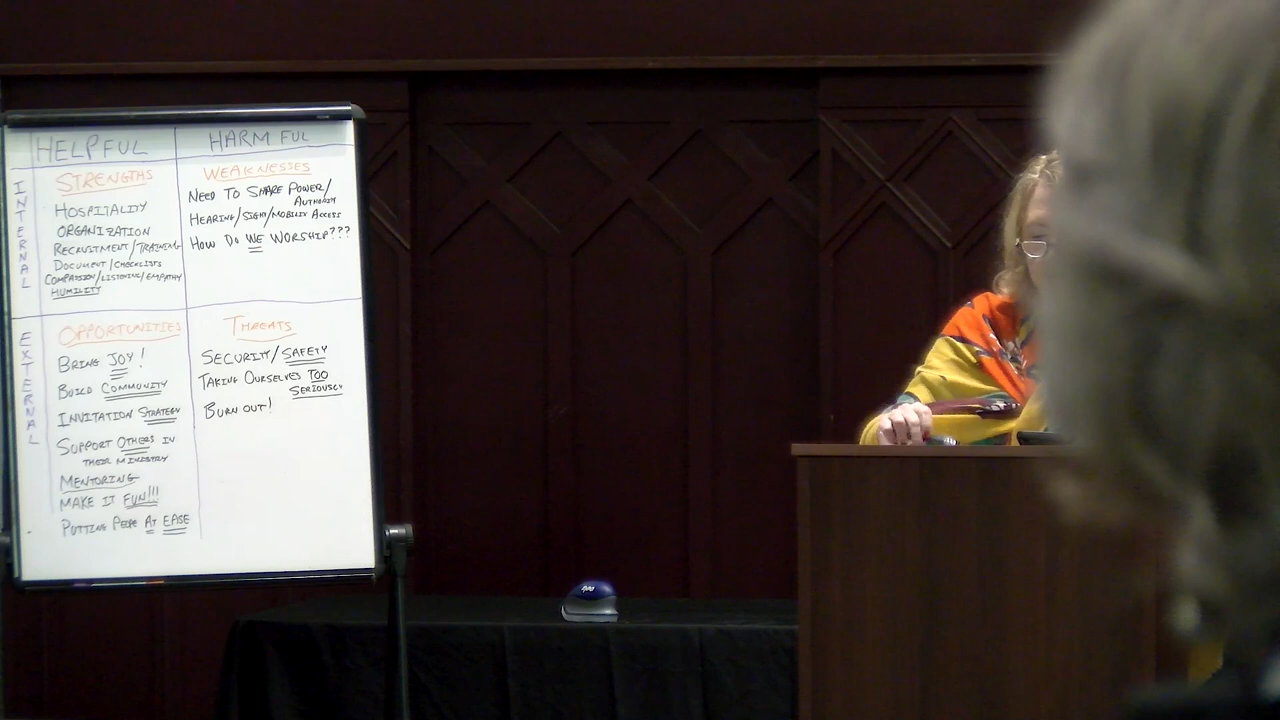 HELPFUL
HARMFUL
INTERNAL
STRENGTHS
HOSPITALITY
ORGANIZATION
RECRUITMENT/TRAINING
DOCUMENT/CHECKLISTS
COMPASSION/LISTENING/EMPATHY
HUMILITY
WEAKNESSES
NEED TO SHARE POWER/
AUTHORITY
HEARING/SIGHT/MOBILITY ACCESS
HOW DO WE WORSHIP???
EXTERNAL
OPPORTUNITIES
BRING JOY!
BUILD COMMUNITY
INVITATION STRATEGY
SUPPORT OTHERS IN
THEIR MINISTRY
MENTORING
MAKE IT FUN!!!
PUTTING PEOPLE AT EASE
THREATS
SECURITY/SAFETY
TAKING OURSELVES TOO
SERIOUSLY
BURN OUT!
EXPO